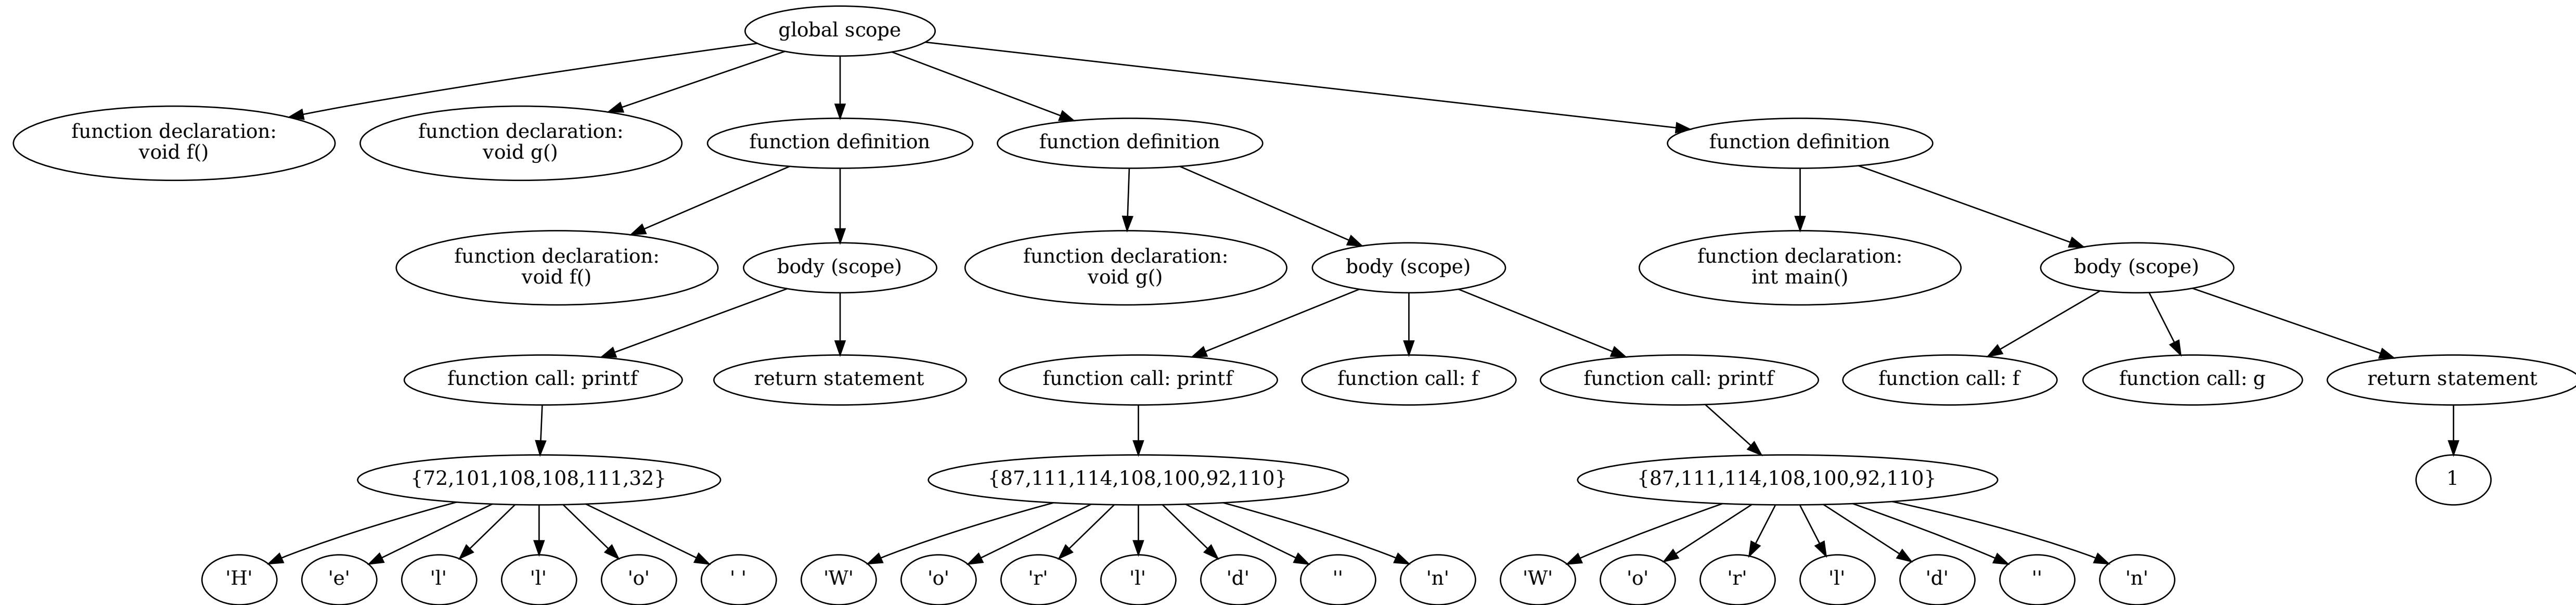 global scope
function declaration:
void f()
function declaration:
void g()
function definition
function definition
function definition
function declaration:
void f()
body (scope)
function declaration:
void g()
body (scope)
function declaration:
int main()
body (scope)
function call: printf
return statement
function call: printf
function call: f
function call: printf
function call: f
function call: g
return statement
{72,101,108,108,111,32}
{87,111,114,108,100,92,110}
{87,111,114,108,100,92,110}
1
'H'
'e'
'l'
'l'
'o'
' '
'W'
'o'
'r'
'l'
'd'
''
'n'
'W'
'o'
'r'
'l'
'd'
''
'n'